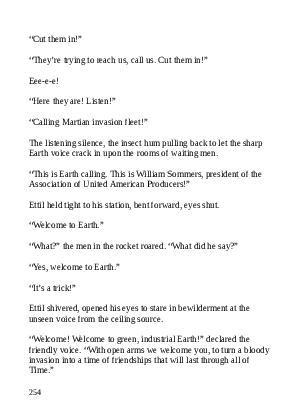 “Cut them in!”
“They’re trying to reach us, call us. Cut them in!”
Eee-e-e!
“Here they are! Listen!”
“Calling Martian invasion fleet!”
The listening silence, the insect hum pulling back to let the sharp
Earth voice crack in upon the rooms of waiting men.
“This is Earth calling. This is William Sommers, president of the
Association of United American Producers!”
Ettil held tight to his station, bent forward, eyes shut.
“Welcome to Earth.”
“What?” the men in the rocket roared. “What did he say?”
“Yes, welcome to Earth.”
“It’s a trick!”
Ettil shivered, opened his eyes to stare in bewilderment at the
unseen voice from the ceiling source.
“Welcome! Welcome to green, industrial Earth!” declared the
friendly voice. “With open arms we welcome you, to turn a bloody
invasion into a time of friendships that will last through all of
Time.”
254